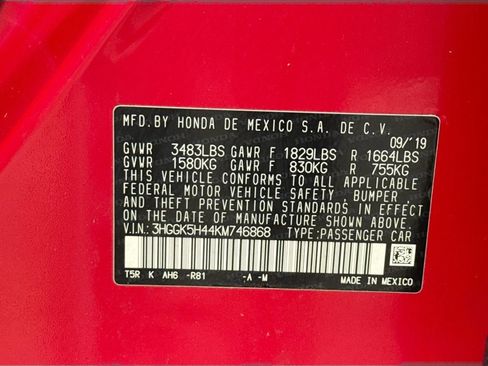 MFD. BY HONDA DE MEXICO S.A. DE C.V.
09/'19
GVWR 3483LBS GAWR F 1829LBS R 1664LBS
GVWR 1580KG GAWR F 830KG R 755KG
THIS VEHICLE CONFORMS TO ALL APPLICABLE
FEDERAL MOTOR VEHICLE SAFETY, BUMPER
AND THEFT PREVENTION STANDARDS IN EFFECT
ON THE DATE OF MANUFACTURE SHOWN ABOVE.
V.I.N.: 3HGGK5H44KM746868 TYPE: PASSENGER CAR
T5R K AH6 -R81 -A -M MADE IN MEXICO